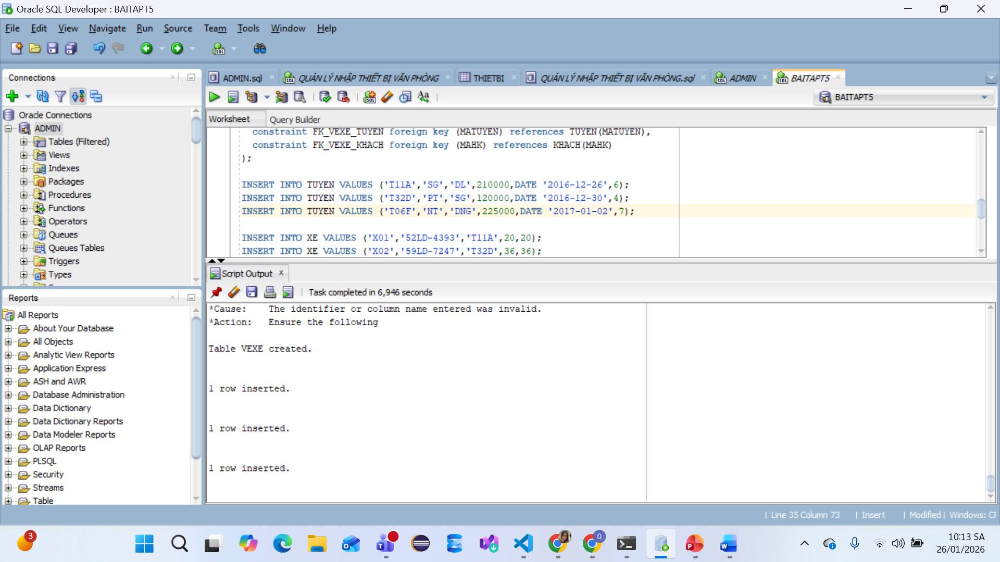 Oracle SQL Developer : BAITAPT5
File Edit View Navigate Run Source Team Tools Window Help
Connections
Oracle Connections
ADMIN
Tables (Filtered)
Views
Indexes
Packages
Procedures
Functions
Operators
Queues
Queues Tables
Triggers
Types
Reports
All Reports
About Your Database
All Objects
Analytic View Reports
Application Express
ASH and AWR
Database Administration
Data Dictionary
Data Dictionary Reports
Data Modeler Reports
OLAP Reports
PLSQL
Security
Streams
Table
ADMIN.sql QUẢN LÝ NHẬP THIẾT BỊ VĂN PHÒNG THIETBI QUẢN LÝ NHẬP THIẾT BỊ VĂN PHÒNG.sql ADMIN BAITAPT5
BAITAPT5
Worksheet Query Builder
constraint FK_VEXE_TUYEN foreign key (MATUYEN) references TUYEN(MATUYEN),
constraint FK_VEXE_KHACH foreign key (MAHK) references KHACH(MAHK)
);
INSERT INTO TUYEN VALUES ('T11A','SG','DL',210000,DATE '2016-12-26',6);
INSERT INTO TUYEN VALUES ('T32D','PT','SG',120000,DATE '2016-12-30',4);
INSERT INTO TUYEN VALUES ('T06F','NT','DNG',225000,DATE '2017-01-02',7);
INSERT INTO XE VALUES ('X01','52LD-4393','T11A',20,20);
INSERT INTO XE VALUES ('X02','59LD-7247','T32D',36,36);
Script Output
Task completed in 6,946 seconds
*Cause: The identifier or column name entered was invalid.
*Action: Ensure the following
Table VEXE created.
1 row inserted.
1 row inserted.
1 row inserted.
Line 35 Column 73 | Insert | Modified | Windows: CF
3
Q
10:13 SA
26/01/2026